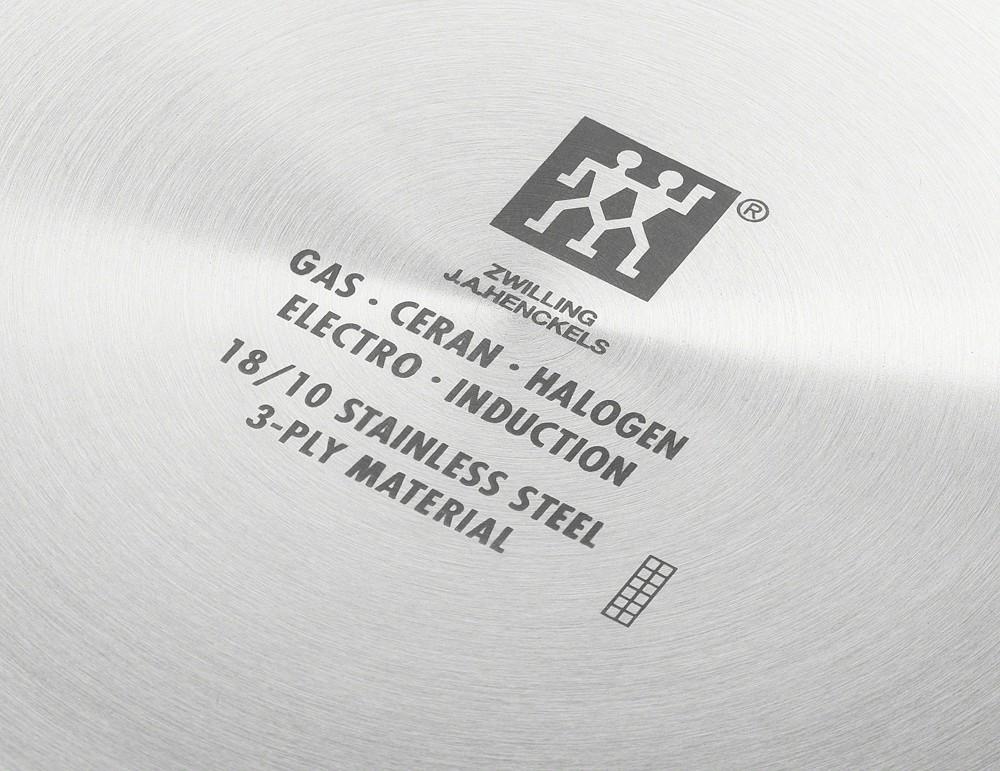 ®
ZWILLING
J.A.HENCKELS
GAS · CERAN · HALOGEN
ELECTRO · INDUCTION
18/10 STAINLESS STEEL
3-PLY MATERIAL